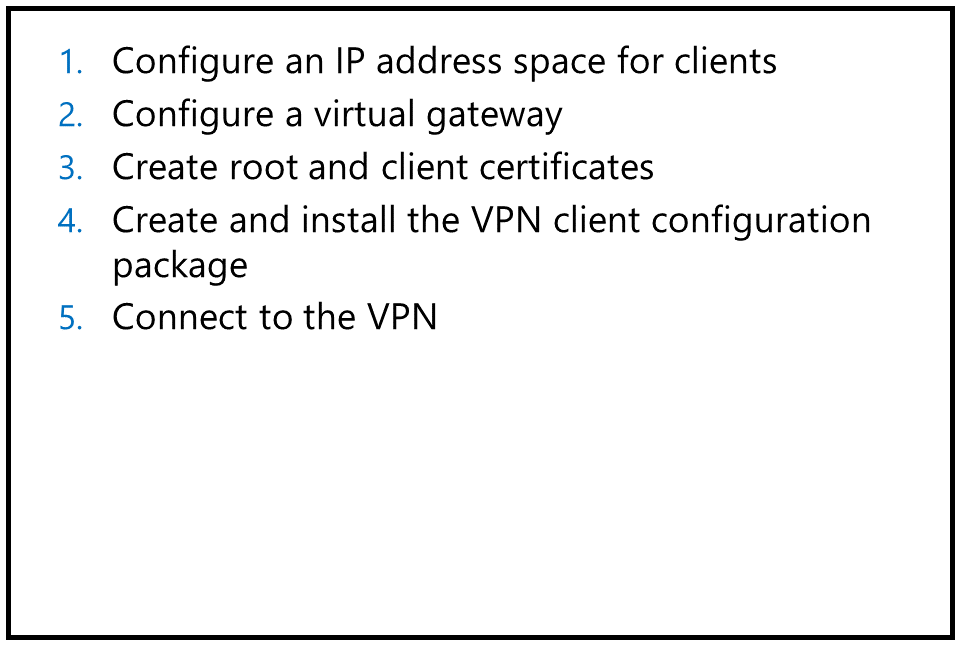 1. Configure an IP address space for clients
2. Configure a virtual gateway
3. Create root and client certificates
4. Create and install the VPN client configuration
package
5. Connect to the VPN